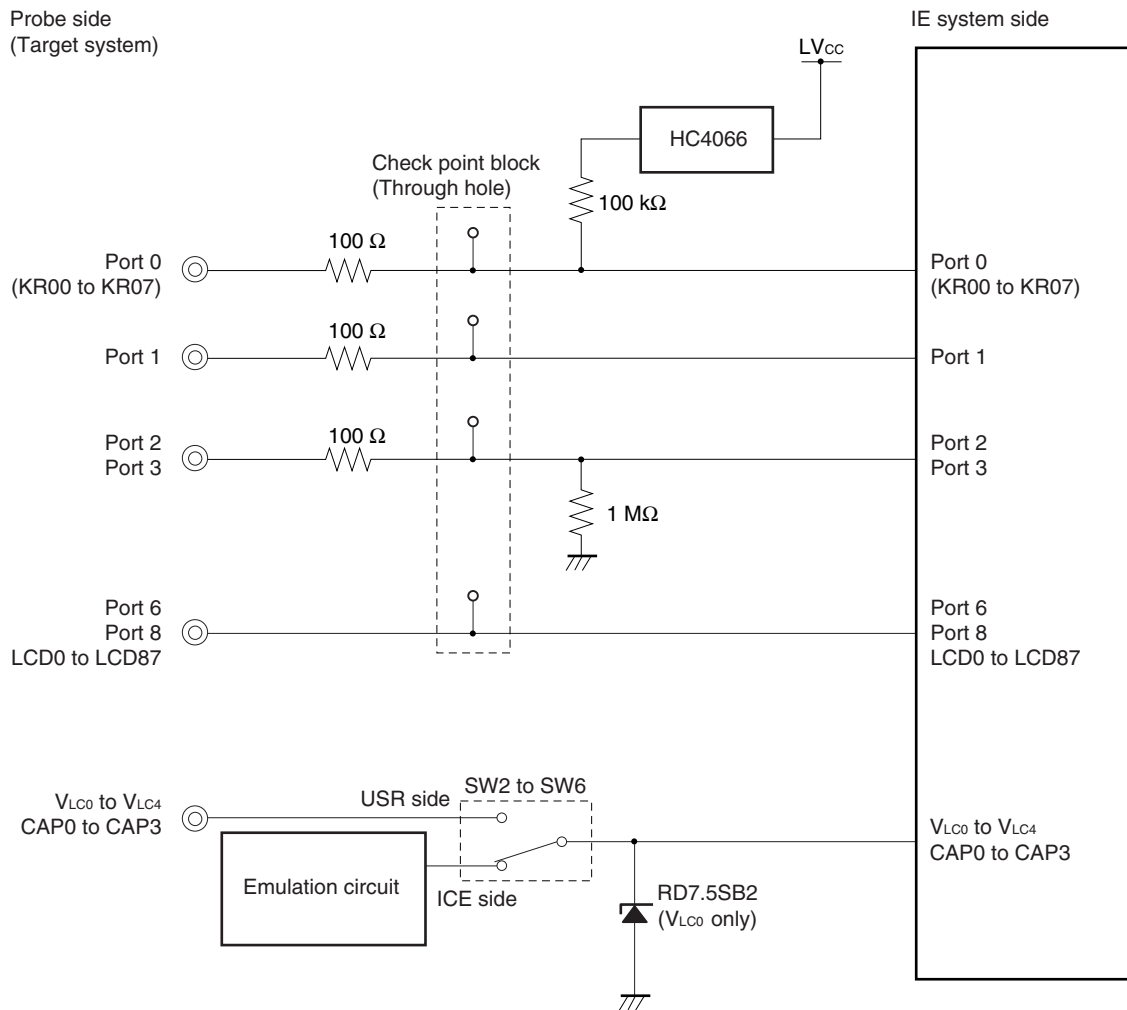 Probe side
(Target system)
IE system side
LVCC
HC4066
Check point block
(Through hole)
100 kΩ
100 Ω
Port 0
(KR00 to KR07)
Port 0
(KR00 to KR07)
100 Ω
Port 1
Port 1
100 Ω
Port 2
Port 3
Port 2
Port 3
1 MΩ
Port 6
Port 8
LCD0 to LCD87
Port 6
Port 8
LCD0 to LCD87
SW2 to SW6
USR side
VLC0 to VLC4
CAP0 to CAP3
VLC0 to VLC4
CAP0 to CAP3
Emulation circuit
ICE side
RD7.5SB2
(VLC0 only)